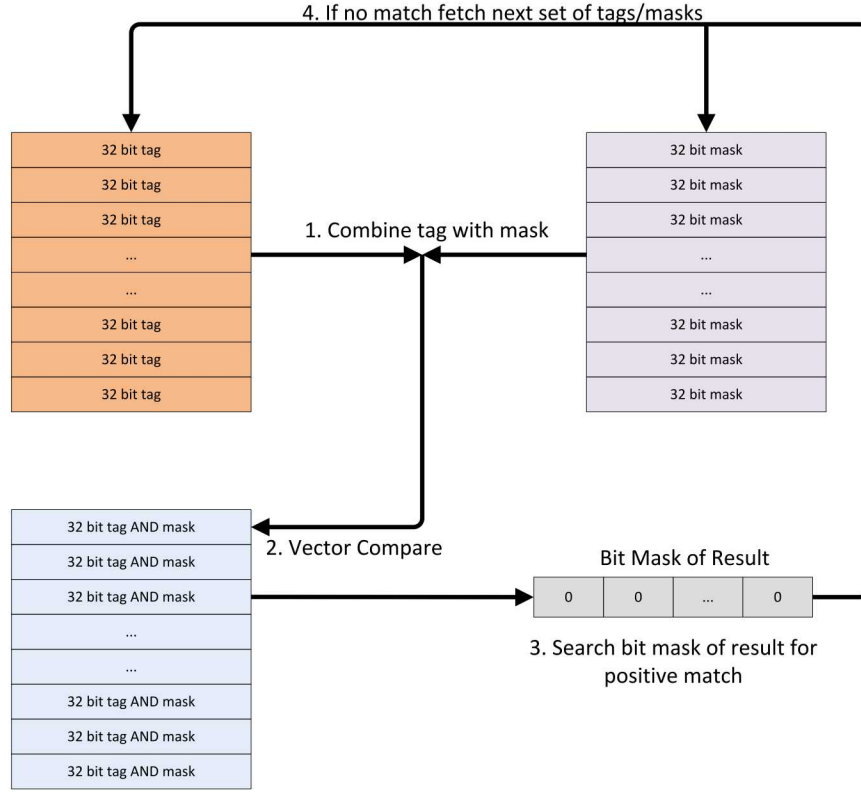 4. If no match fetch next set of tags/masks
32 bit tag
32 bit tag
32 bit tag
...
...
32 bit tag
32 bit tag
32 bit tag
1. Combine tag with mask
32 bit mask
32 bit mask
32 bit mask
...
...
32 bit mask
32 bit mask
32 bit mask
32 bit tag AND mask
32 bit tag AND mask
32 bit tag AND mask
...
...
32 bit tag AND mask
32 bit tag AND mask
32 bit tag AND mask
2. Vector Compare
Bit Mask of Result
0 0 ... 0
3. Search bit mask of result for
positive match